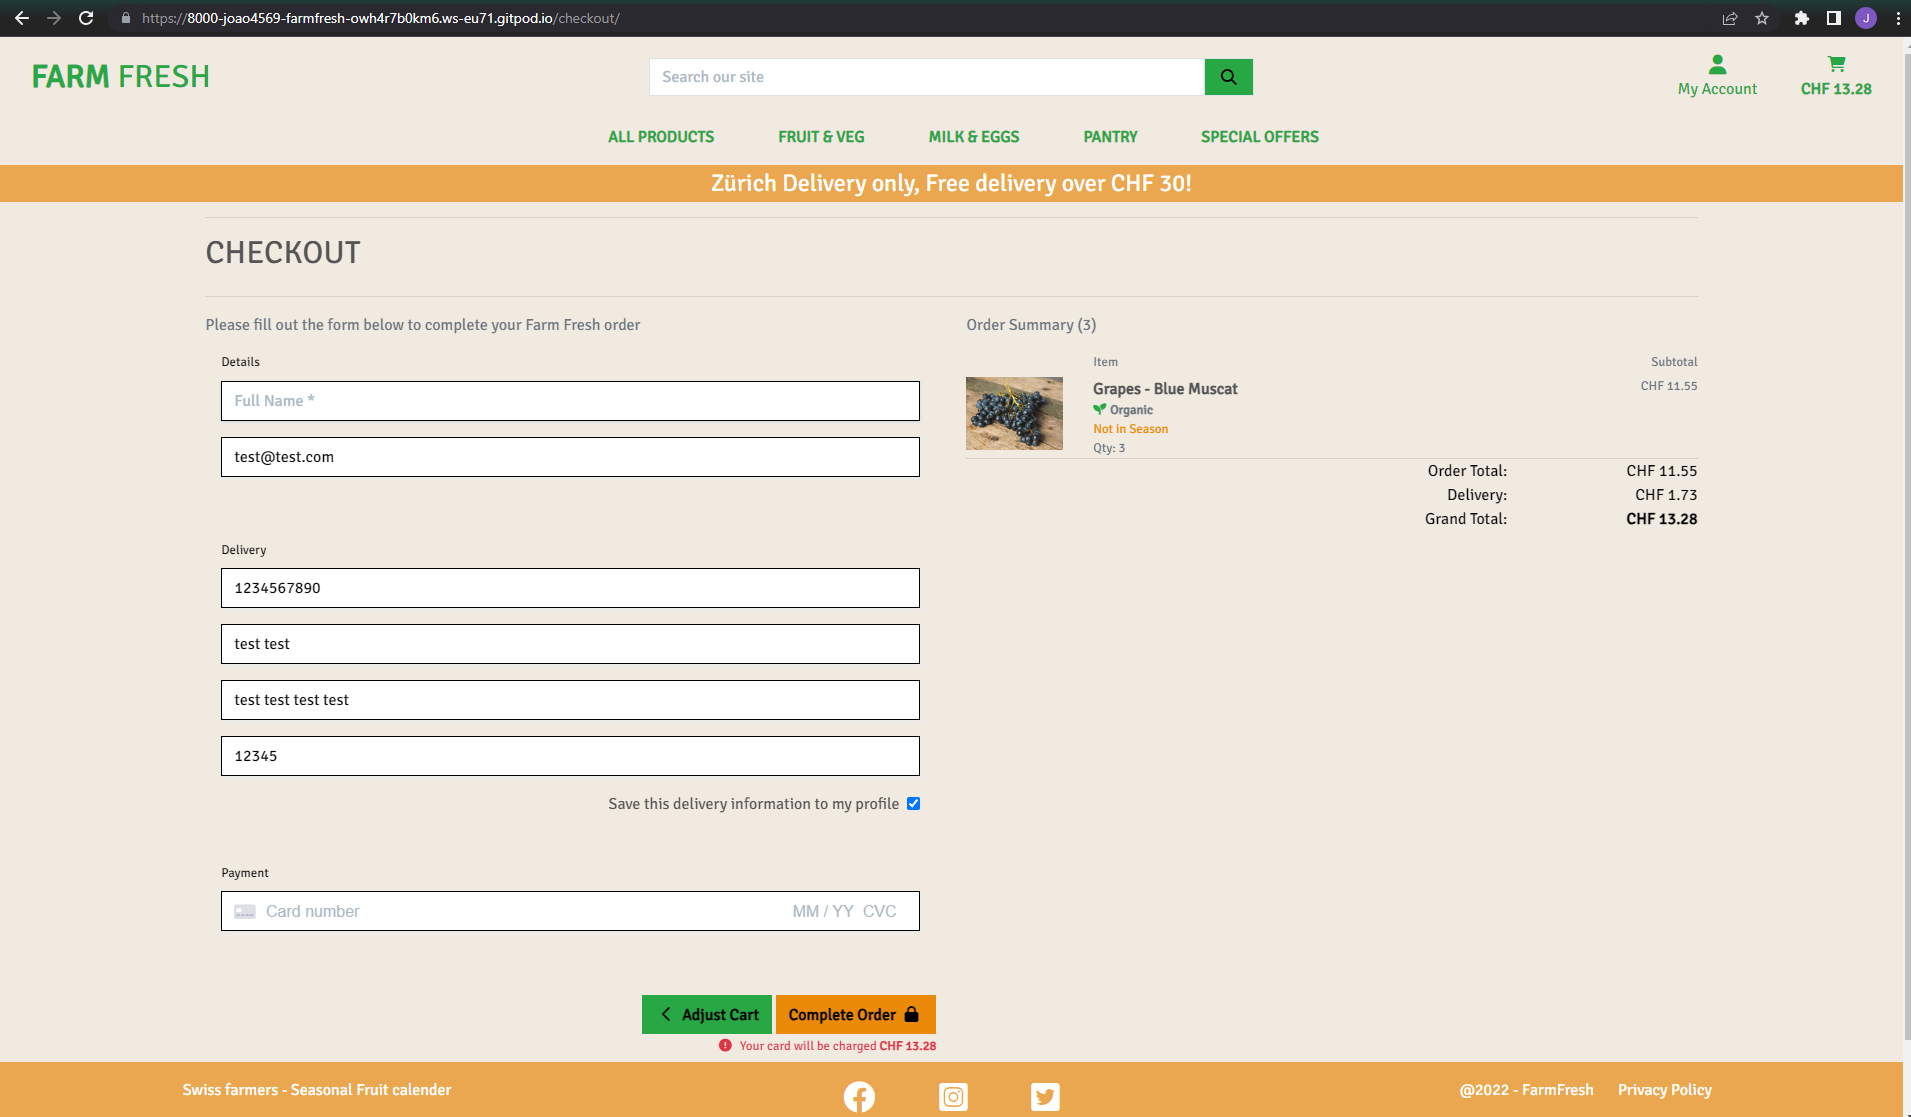 https://8000-joao4569-farmfresh-owh4r7b0km6.ws-eu71.gitpod.io/checkout/
J
FARM FRESH
Search our site
My Account
CHF 13.28
ALL PRODUCTS
FRUIT & VEG
MILK & EGGS
PANTRY
SPECIAL OFFERS
Zürich Delivery only, Free delivery over CHF 30!
CHECKOUT
Please fill out the form below to complete your Farm Fresh order
Details
Full Name *
test@test.com
Delivery
1234567890
test test
test test test test
12345
Save this delivery information to my profile
Payment
Card number MM / YY CVC
Adjust Cart
Complete Order
Your card will be charged CHF 13.28
Order Summary (3)
Item Subtotal
Grapes - Blue Muscat CHF 11.55
Organic
Not in Season
Qty: 3
Order Total: CHF 11.55
Delivery: CHF 1.73
Grand Total: CHF 13.28
Swiss farmers - Seasonal Fruit calender
@2022 - FarmFresh
Privacy Policy